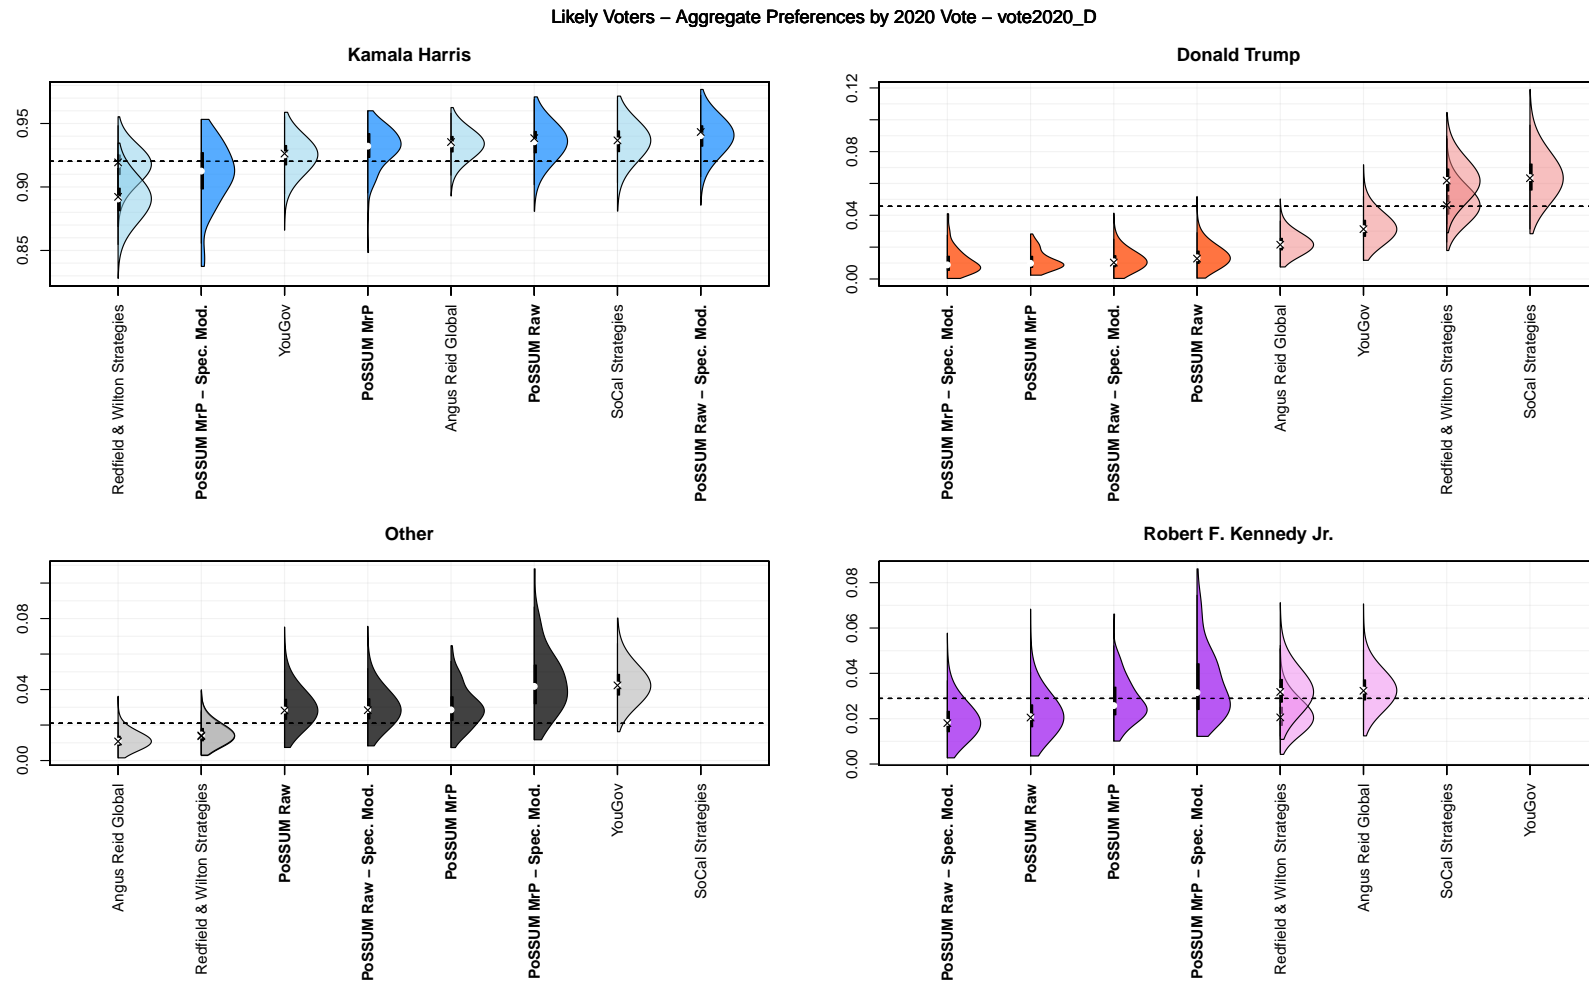 Likely Voters – Aggregate Preferences by 2020 Vote – vote2020_D
Kamala Harris
0.95
0.90
0.85
Redfield & Wilton Strategies
PoSSUM MrP – Spec. Mod.
YouGov
PoSSUM MrP
Angus Reid Global
PoSSUM Raw
SoCal Strategies
PoSSUM Raw – Spec. Mod.
Donald Trump
0.12
0.08
0.04
0.00
PoSSUM MrP – Spec. Mod.
PoSSUM MrP
PoSSUM Raw – Spec. Mod.
PoSSUM Raw
Angus Reid Global
YouGov
Redfield & Wilton Strategies
SoCal Strategies
Other
0.08
0.04
0.00
Angus Reid Global
Redfield & Wilton Strategies
PoSSUM Raw
PoSSUM Raw – Spec. Mod.
PoSSUM MrP
PoSSUM MrP – Spec. Mod.
YouGov
SoCal Strategies
Robert F. Kennedy Jr.
0.08
0.06
0.04
0.02
0.00
PoSSUM Raw – Spec. Mod.
PoSSUM Raw
PoSSUM MrP
PoSSUM MrP – Spec. Mod.
Redfield & Wilton Strategies
Angus Reid Global
SoCal Strategies
YouGov